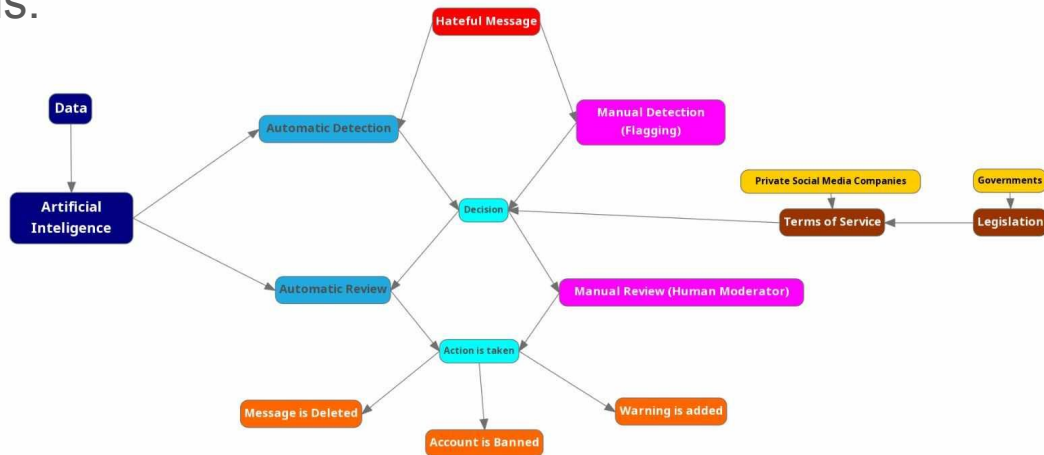 Hateful Message
Data
Automatic Detection
Manual Detection
(Flagging)
Private Social Media Companies
Governments
Artificial
Inteligence
Decision
Terms of Service
Legislation
Automatic Review
Manual Review (Human Moderator)
Action is taken
Message is Deleted
Account is Banned
Warning is added